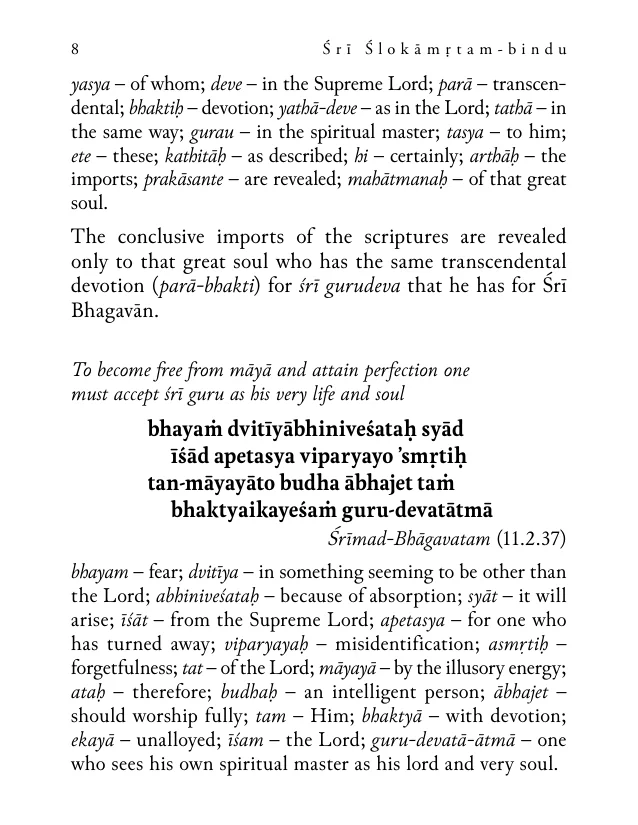 8 Śrī Ślokāmṛtam-bindu
yasya – of whom; deve – in the Supreme Lord; parā – transcen-
dental; bhaktiḥ – devotion; yathā-deve – as in the Lord; tathā – in
the same way; gurau – in the spiritual master; tasya – to him;
ete – these; kathitāḥ – as described; hi – certainly; arthāḥ – the
imports; prakāsante – are revealed; mahātmanaḥ – of that great
soul.
The conclusive imports of the scriptures are revealed
only to that great soul who has the same transcendental
devotion (parā-bhakti) for śrī gurudeva that he has for Śrī
Bhagavān.
To become free from māyā and attain perfection one
must accept śrī guru as his very life and soul
bhayaṁ dvitīyābhiniveśataḥ syād
īśād apetasya viparyayo ’smṛtiḥ
tan-māyayāto budha ābhajet taṁ
bhaktyaikayeśaṁ guru-devatātmā
Śrīmad-Bhāgavatam (11.2.37)
bhayam – fear; dvitīya – in something seeming to be other than
the Lord; abhiniveśataḥ – because of absorption; syāt – it will
arise; īśāt – from the Supreme Lord; apetasya – for one who
has turned away; viparyayaḥ – misidentification; asmṛtiḥ –
forgetfulness; tat – of the Lord; māyayā – by the illusory energy;
ataḥ – therefore; budhaḥ – an intelligent person; ābhajet –
should worship fully; tam – Him; bhaktyā – with devotion;
ekayā – unalloyed; īśam – the Lord; guru-devatā-ātmā – one
who sees his own spiritual master as his lord and very soul.